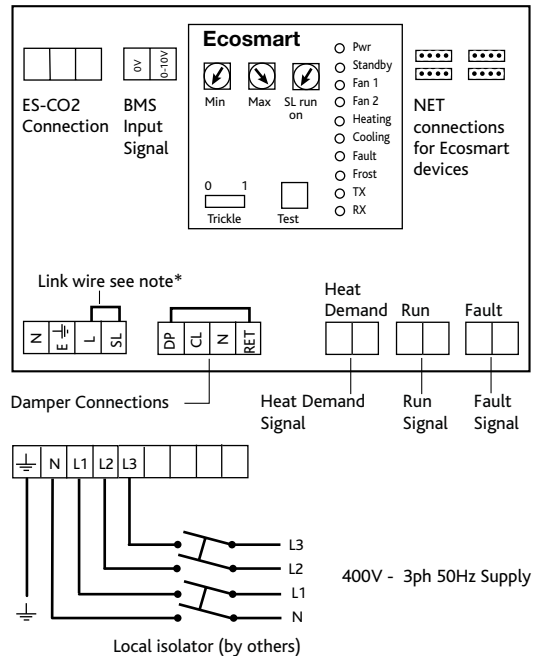 Ecosmart
Pwr
Standby
Fan 1
Fan 2
Heating
Cooling
Fault
Frost
TX
RX
Min
Max
SL run
on
0 1
Trickle
Test
0V
0-10V
ES-CO2
Connection
BMS
Input
Signal
NET
connections
for Ecosmart
devices
Link wire see note*
N
E
L
SL
DP
CL
N
RET
Heat
Demand
Run
Fault
Damper Connections
Heat Demand
Signal
Run
Signal
Fault
Signal
N L1 L2 L3
L3
L2
L1
N
400V - 3ph 50Hz Supply
Local isolator (by others)